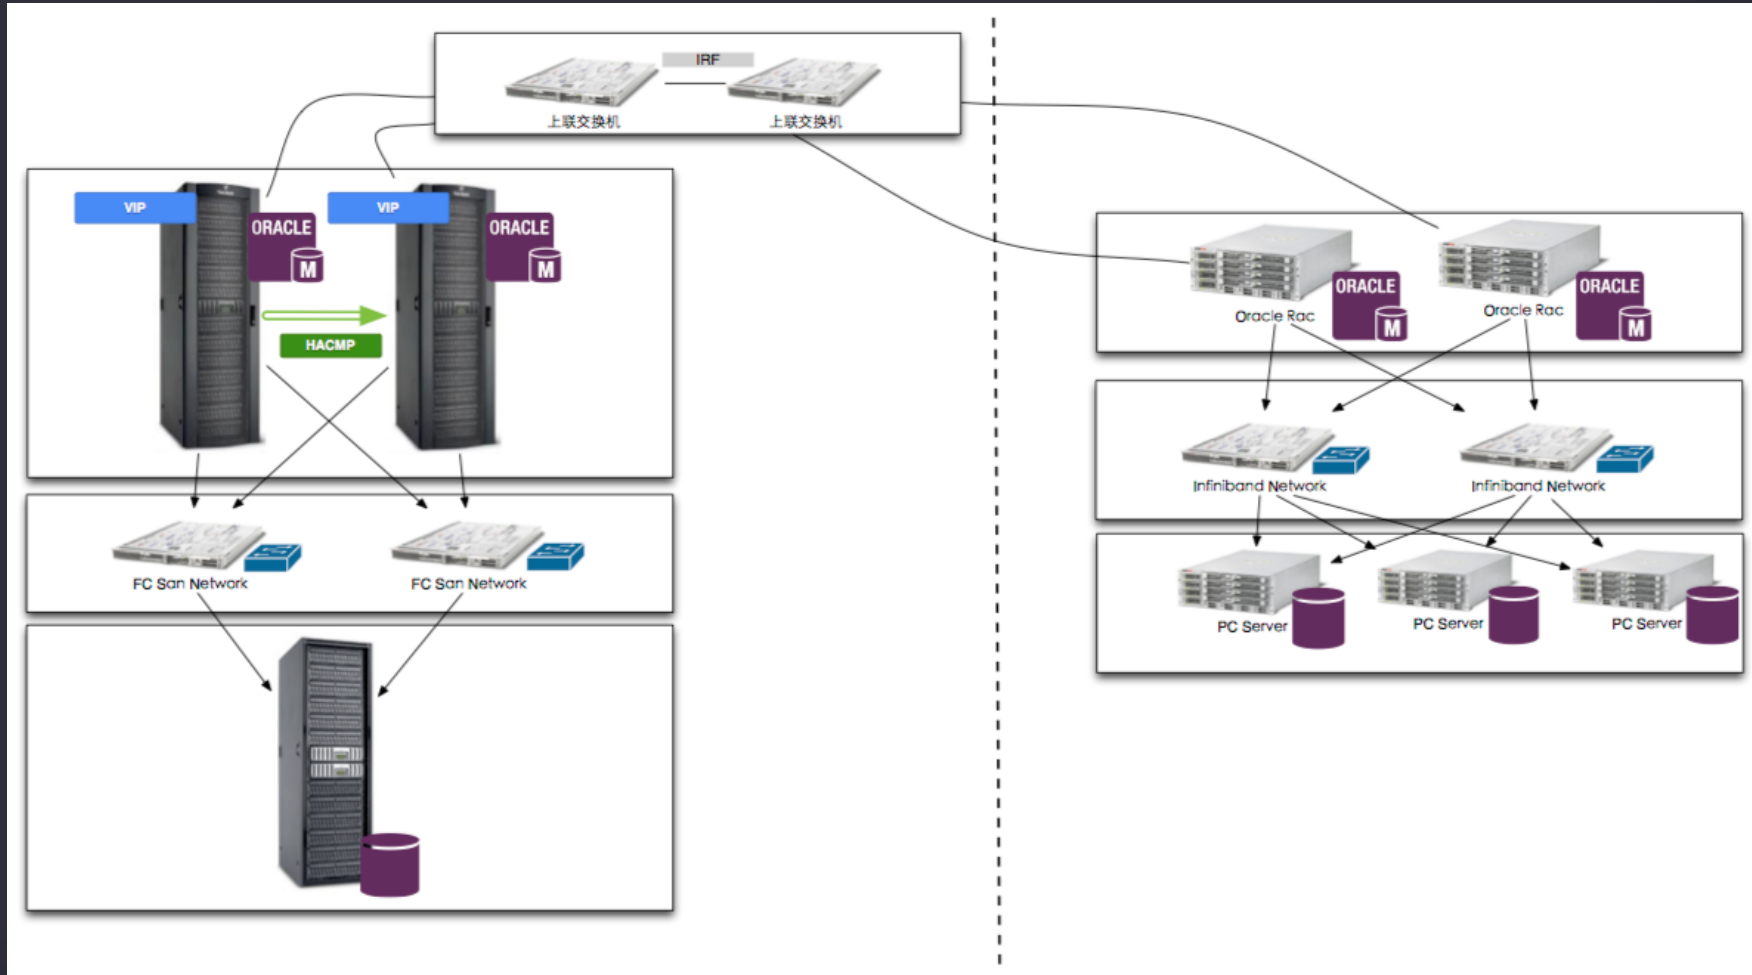 IRF
上联交换机
上联交换机
VIP
VIP
ORACLE
M
ORACLE
M
HACMP
FC San Network
FC San Network
ORACLE
M
ORACLE
M
Oracle Rac
Oracle Rac
Infiniband Network
Infiniband Network
PC Server
PC Server
PC Server